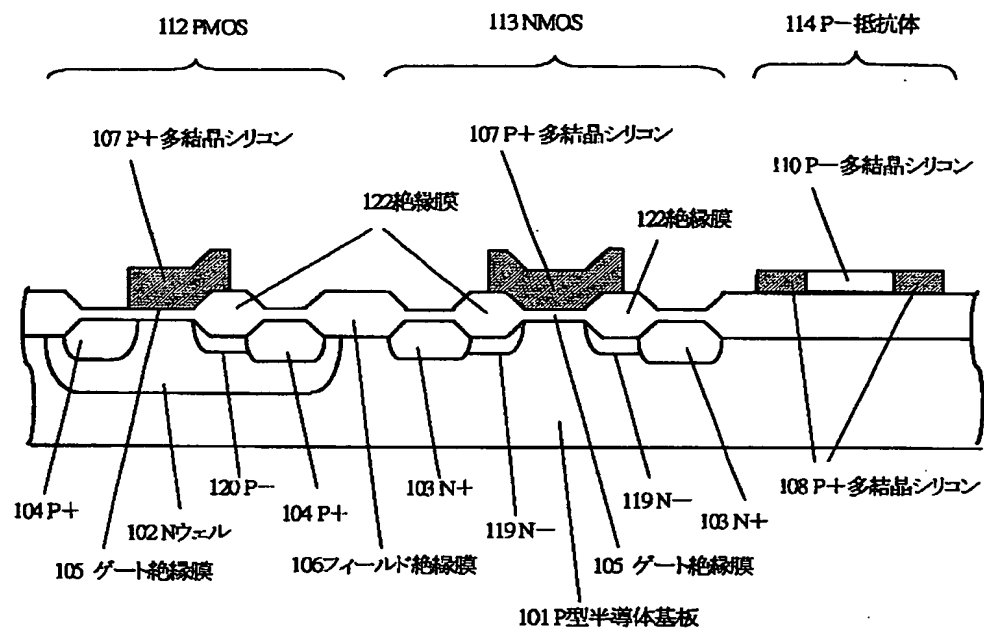 112 PMOS
113 NMOS
114 P－抵抗体
107 P＋多結晶シリコン
107 P＋多結晶シリコン
110 P－多結晶シリコン
122絶縁膜
122絶縁膜
104 P＋
102 Nウェル
105 ゲート絶縁膜
120 P－
104 P＋
106フィールド絶縁膜
103 N＋
119 N－
119 N－
105 ゲート絶縁膜
103 N＋
108 P＋多結晶シリコン
101 P型半導体基板